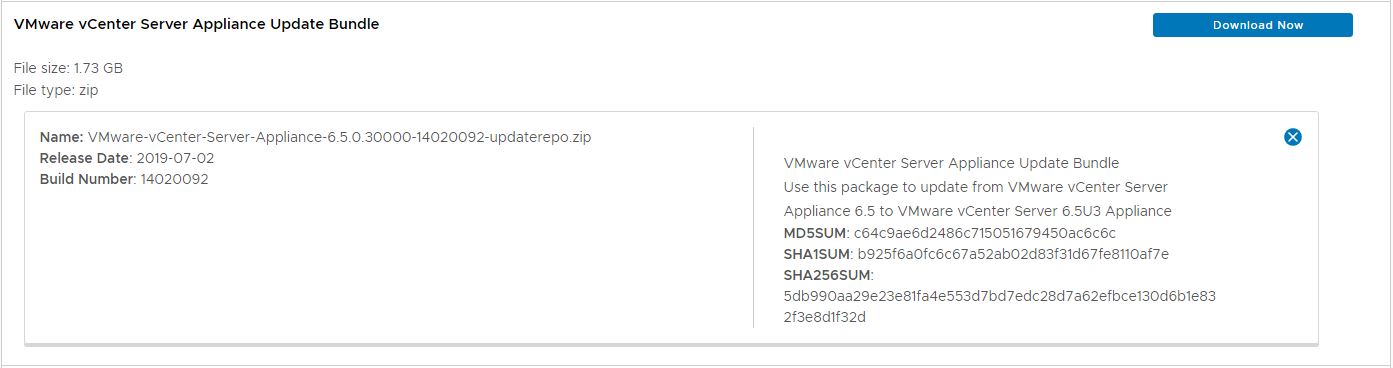 VMware vCenter Server Appliance Update Bundle
Download Now
File size: 1.73 GB
File type: zip
Name: VMware-vCenter-Server-Appliance-6.5.0.30000-14020092-updaterepo.zip
Release Date: 2019-07-02
Build Number: 14020092
VMware vCenter Server Appliance Update Bundle
Use this package to update from VMware vCenter Server
Appliance 6.5 to VMware vCenter Server 6.5U3 Appliance
MD5SUM: c64c9ae6d2486c715051679450ac6c6c
SHA1SUM: b925f6a0fc6c67a52ab02d83f31d67fe8110af7e
SHA256SUM:
5db990aa29e23e81fa4e553d7bd7edc28d7a62efbce130d6b1e83
2f3e8d1f32d